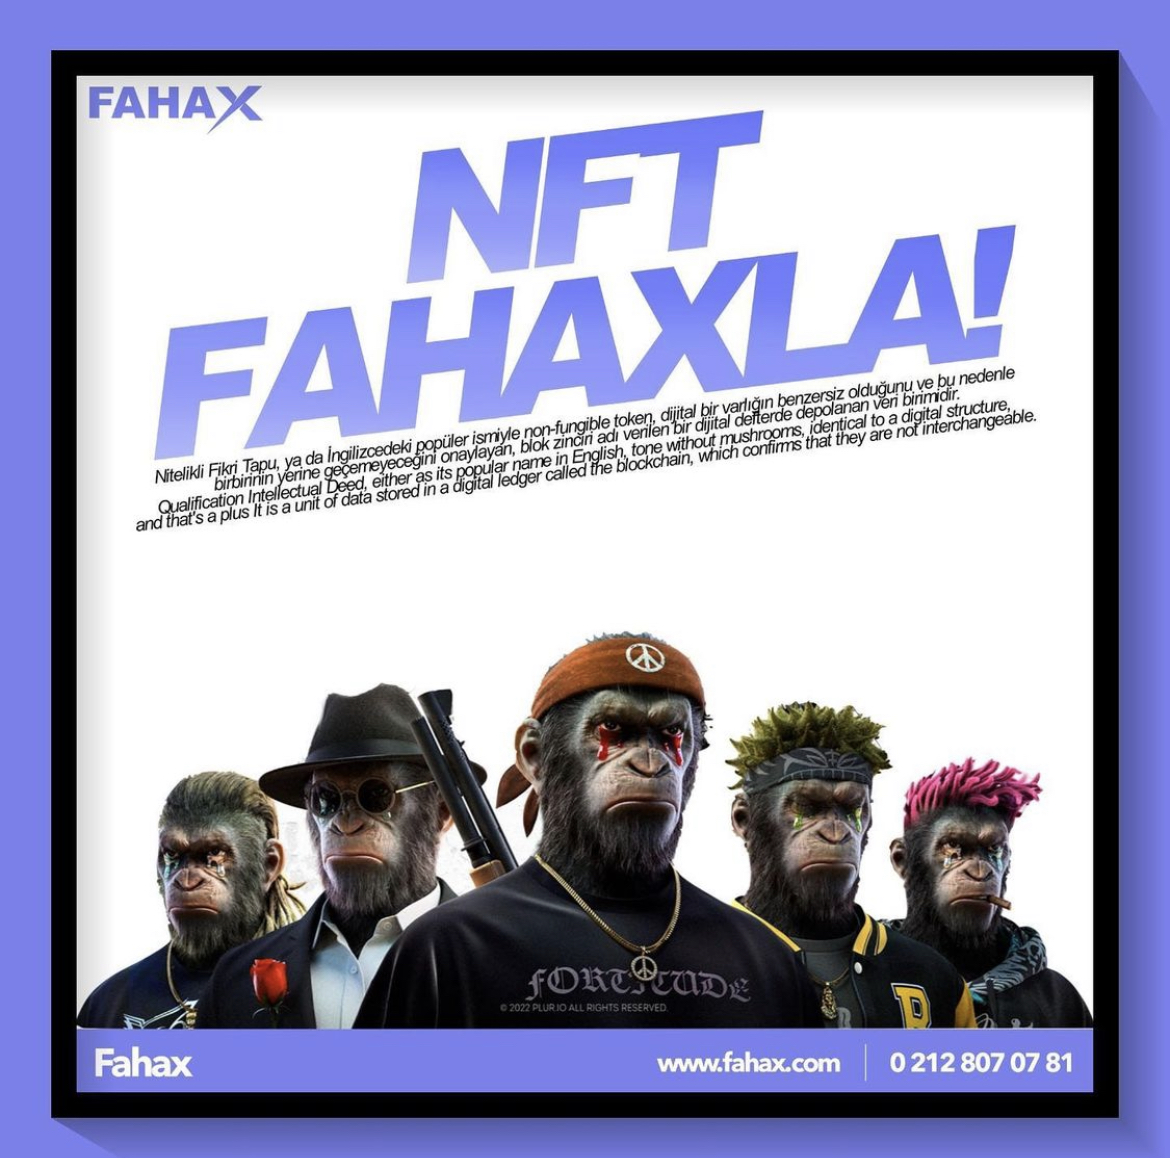 FAHAX
NFT
FAHAXLA!
Nitelikli Fikri Tapu, ya da İngilizcedeki popüler ismiyle non-fungible token, dijital bir varlığın benzersiz olduğunu ve bu nedenle
birbirinin yerine geçemeyeceğini onaylayan, blok zinciri adı verilen bir dijital defterde depolanan veri birimidir.
Qualification Intellectual Deed, either as its popular name in English, tone without mushrooms, identical to a digital structure,
and that's a plus It is a unit of data stored in a digital ledger called the blockchain, which confirms that they are not interchangeable.
FORTITUDE
© 2022 PLUR.IO ALL RIGHTS RESERVED.
B
Fahax
www.fahax.com
0 212 807 07 81